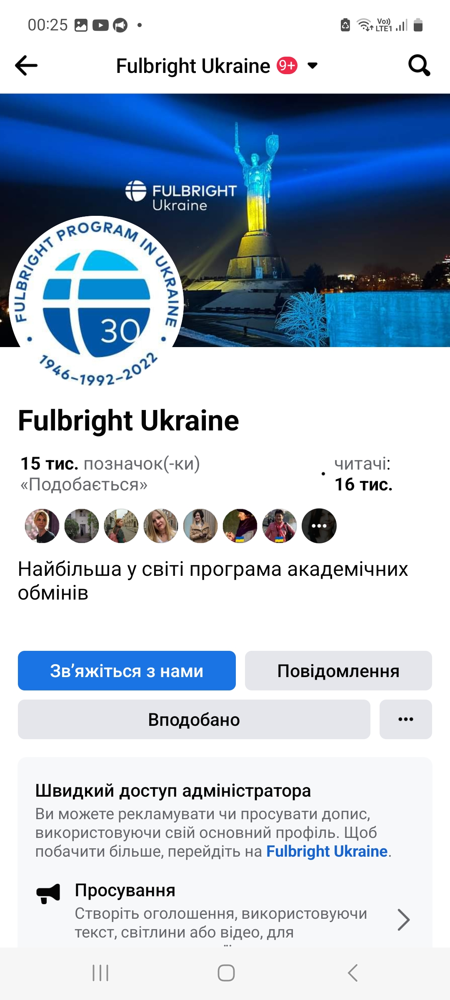 00:25
Vo))
LTE1
Fulbright Ukraine 9+
FULBRIGHT
Ukraine
FULBRIGHT PROGRAM IN UKRAINE
30
1946–1992–2022
Fulbright Ukraine
15 тис. позначок(-ки)
«Подобається»
·
читачі:
16 тис.
Найбільша у світі програма академічних
обмінів
Зв’яжіться з нами
Повідомлення
Вподобано
Швидкий доступ адміністратора
Ви можете рекламувати чи просувати допис,
використовуючи свій основний профіль. Щоб
побачити більше, перейдіть на Fulbright Ukraine.
Просування
Створіть оголошення, використовуючи
текст, світлини або відео, для